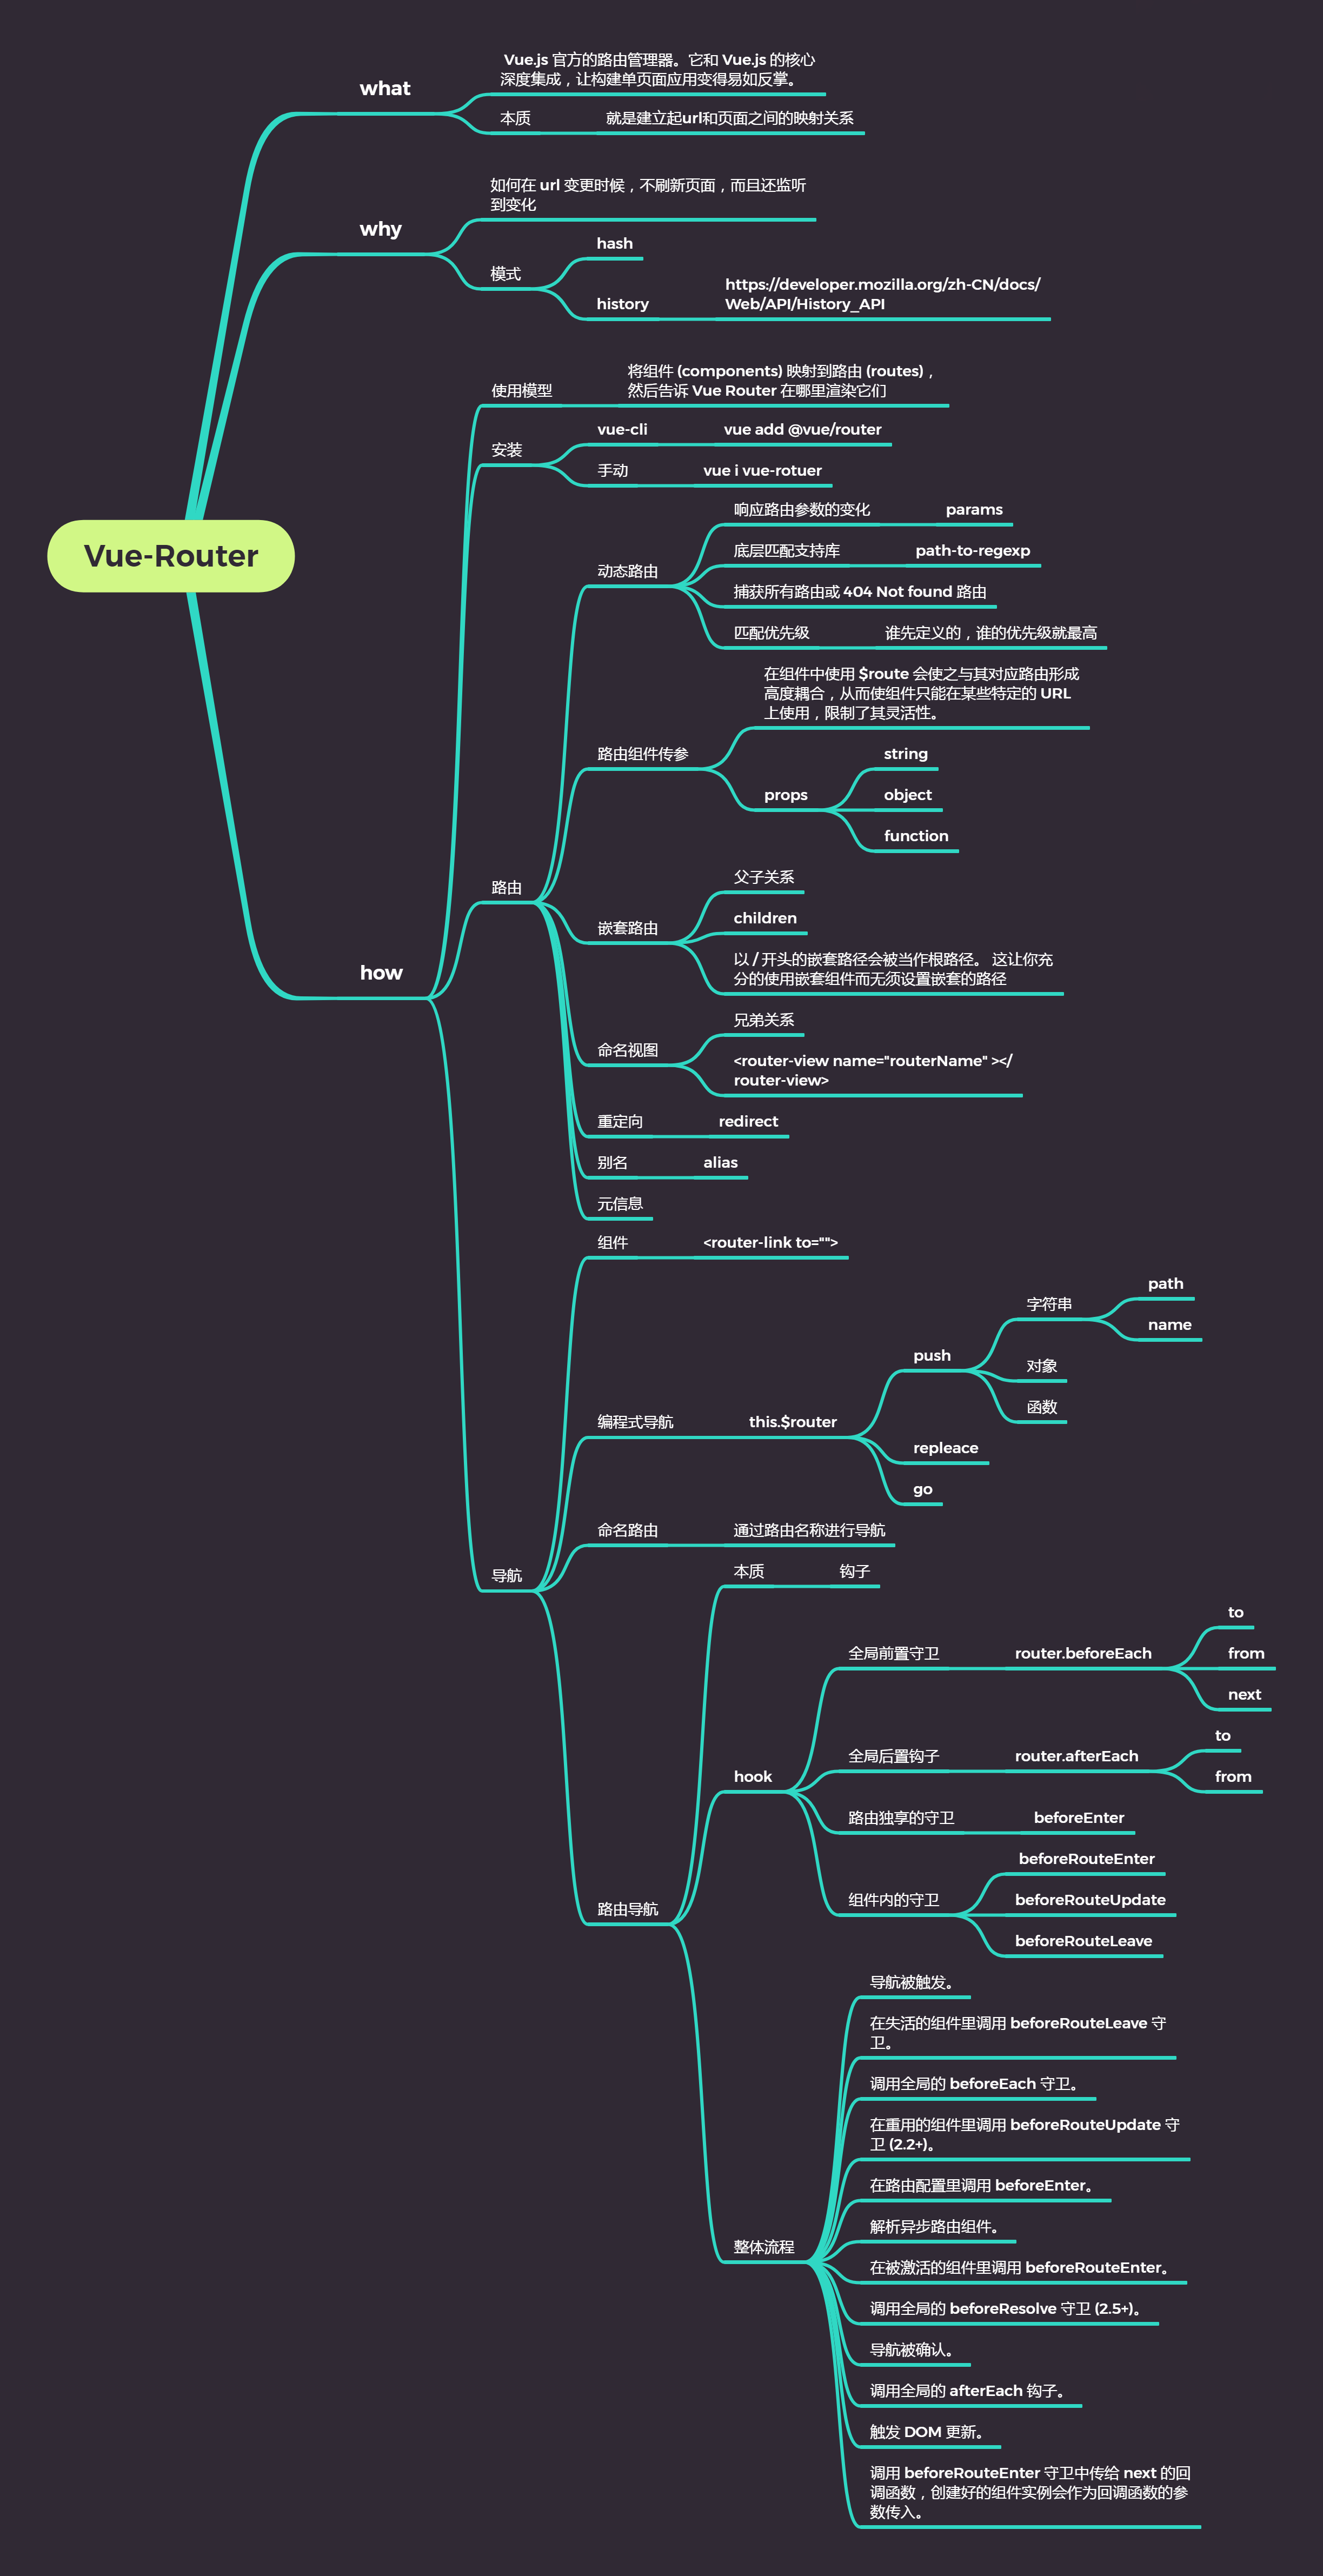 Vue-Router
what
Vue.js 官方的路由管理器。它和 Vue.js 的核心
深度集成，让构建单页面应用变得易如反掌。
本质
就是建立起url和页面之间的映射关系
why
如何在 url 变更时候，不刷新页面，而且还监听
到变化
模式
hash
history
https://developer.mozilla.org/zh-CN/docs/
Web/API/History_API
how
使用模型
将组件 (components) 映射到路由 (routes)，
然后告诉 Vue Router 在哪里渲染它们
安装
vue-cli
vue add @vue/router
手动
vue i vue-rotuer
路由
动态路由
响应路由参数的变化
params
底层匹配支持库
path-to-regexp
捕获所有路由或 404 Not found 路由
匹配优先级
谁先定义的，谁的优先级就最高
路由组件传参
在组件中使用 $route 会使之与其对应路由形成
高度耦合，从而使组件只能在某些特定的 URL
上使用，限制了其灵活性。
props
string
object
function
嵌套路由
父子关系
children
以 / 开头的嵌套路径会被当作根路径。 这让你充
分的使用嵌套组件而无须设置嵌套的路径
命名视图
兄弟关系
<router-view name="routerName" ></
router-view>
重定向
redirect
别名
alias
元信息
导航
组件
<router-link to="">
编程式导航
this.$router
push
字符串
path
name
对象
函数
repleace
go
命名路由
通过路由名称进行导航
路由导航
本质
钩子
hook
全局前置守卫
router.beforeEach
to
from
next
全局后置钩子
router.afterEach
to
from
路由独享的守卫
beforeEnter
组件内的守卫
beforeRouteEnter
beforeRouteUpdate
beforeRouteLeave
整体流程
导航被触发。
在失活的组件里调用 beforeRouteLeave 守
卫。
调用全局的 beforeEach 守卫。
在重用的组件里调用 beforeRouteUpdate 守
卫 (2.2+)。
在路由配置里调用 beforeEnter。
解析异步路由组件。
在被激活的组件里调用 beforeRouteEnter。
调用全局的 beforeResolve 守卫 (2.5+)。
导航被确认。
调用全局的 afterEach 钩子。
触发 DOM 更新。
调用 beforeRouteEnter 守卫中传给 next 的回
调函数，创建好的组件实例会作为回调函数的参
数传入。